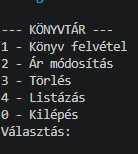 --- KÖNYVTÁR ---
1 - Könyv felvétel
2 - Ár módosítás
3 - Törlés
4 - Listázás
0 - Kilépés
Választás: